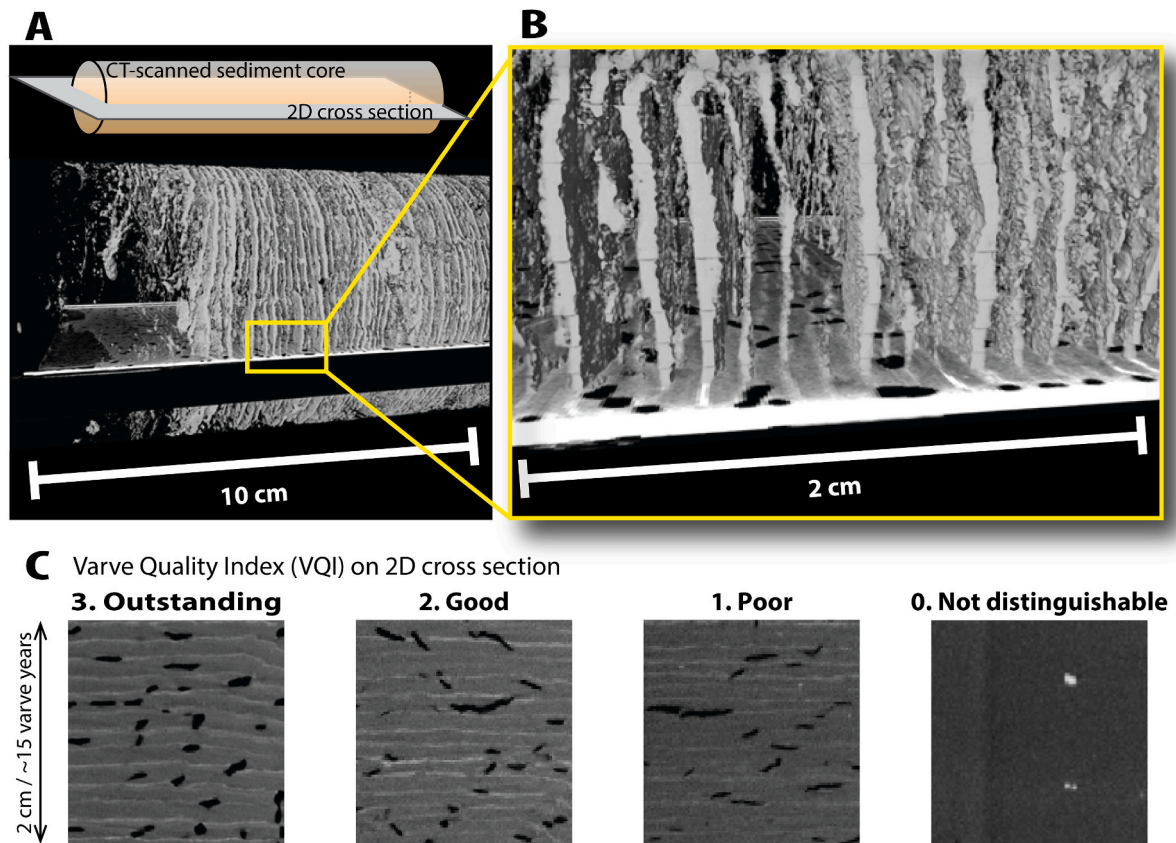 A
B
CT-scanned sediment core
2D cross section
10 cm
2 cm
C Varve Quality Index (VQI) on 2D cross section
3. Outstanding
2. Good
1. Poor
0. Not distinguishable
2 cm / ~15 varve years